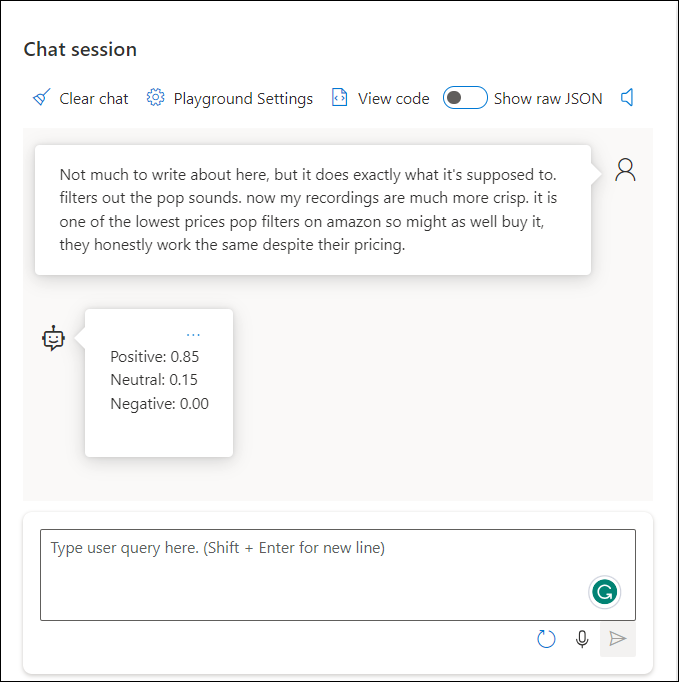 Chat session
Clear chat Playground Settings View code Show raw JSON
Not much to write about here, but it does exactly what it's supposed to.
filters out the pop sounds. now my recordings are much more crisp. it is
one of the lowest prices pop filters on amazon so might as well buy it,
they honestly work the same despite their pricing.
...
Positive: 0.85
Neutral: 0.15
Negative: 0.00
Type user query here. (Shift + Enter for new line)